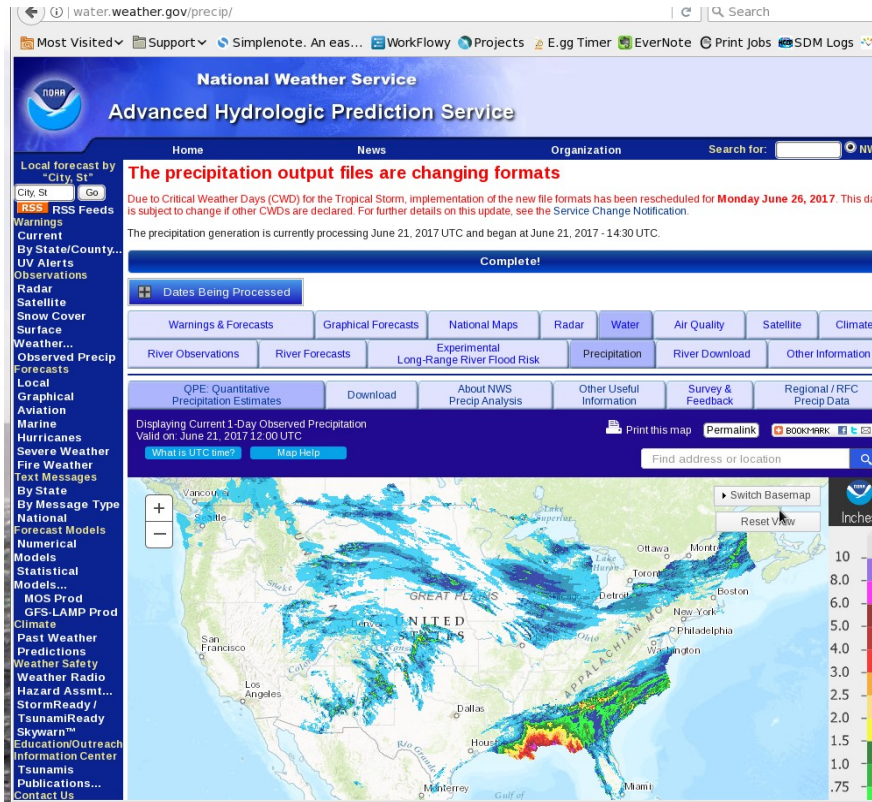 water.weather.gov/precip/
Search
Most Visited
Support
Simplenote. An eas...
WorkFlowy
Projects
E.gg Timer
EverNote
Print Jobs
SDM Logs
NOAA
National Weather Service
Advanced Hydrologic Prediction Service
Home
News
Organization
Search for:
Local forecast by
"City, St"
City, St
Go
RSS RSS Feeds
Warnings
Current
By State/County...
UV Alerts
Observations
Radar
Satellite
Snow Cover
Surface
Weather...
Observed Precip
Forecasts
Local
Graphical
Aviation
Marine
Hurricanes
Severe Weather
Fire Weather
Text Messages
By State
By Message Type
National
Forecast Models
Numerical
Models
Statistical
Models...
MOS Prod
GFS-LAMP Prod
Climate
Past Weather
Predictions
Weather Safety
Weather Radio
Hazard Assmt...
StormReady /
TsunamiReady
Skywarn™
Education/Outreach
Information Center
Tsunamis
Publications...
Contact Us
The precipitation output files are changing formats
Due to Critical Weather Days (CWD) for the Tropical Storm, implementation of the new file formats has been rescheduled for Monday June 26, 2017. This da
is subject to change if other CWDs are declared. For further details on this update, see the Service Change Notification.
The precipitation generation is currently processing June 21, 2017 UTC and began at June 21, 2017 - 14:30 UTC.
Complete!
Dates Being Processed
Warnings & Forecasts
Graphical Forecasts
National Maps
Radar
Water
Air Quality
Satellite
Climate
River Observations
River Forecasts
Experimental
Long-Range River Flood Risk
Precipitation
River Download
Other Information
QPE: Quantitative
Precipitation Estimates
Download
About NWS
Precip Analysis
Other Useful
Information
Survey &
Feedback
Regional / RFC
Precip Data
Displaying Current 1-Day Observed Precipitation
Valid on: June 21, 2017 12:00 UTC
Print this map
Permalink
BOOKMARK
What is UTC time?
Map Help
Find address or location
Switch Basemap
Reset View
Inches
10
8.0
6.0
5.0
4.0
3.0
2.5
2.0
1.5
1.0
.75
Seattle
Lake
Superior
Ottawa
Lake
Huron
Toronto
Snake
GREAT PLAINS
Detroit
Boston
New York
Philadelphia
Washington
UNITED
STATES
Ohio
APPALACHIAN
San
Francisco
Los
Angeles
Dallas
Rio
Grande
Monterrey
Gulf of
Miami